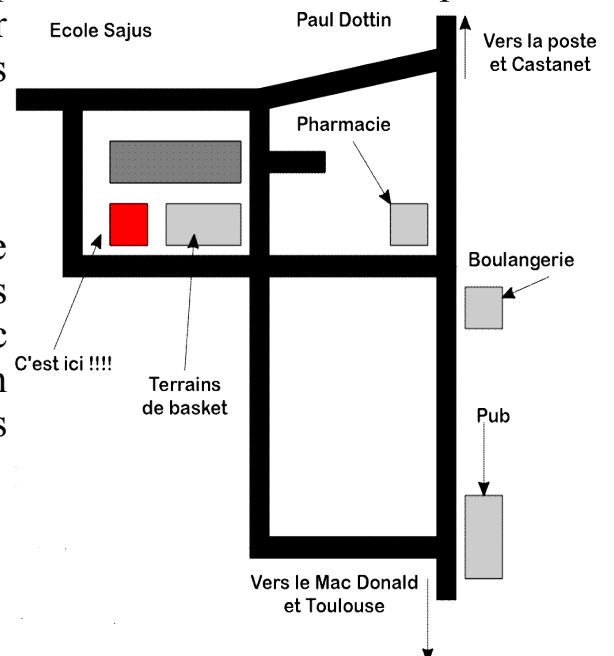 Ecole Sajus
Paul Dottin
Vers la poste
et Castanet
Pharmacie
Boulangerie
C'est ici !!!!
Terrains
de basket
Pub
Vers le Mac Donald
et Toulouse